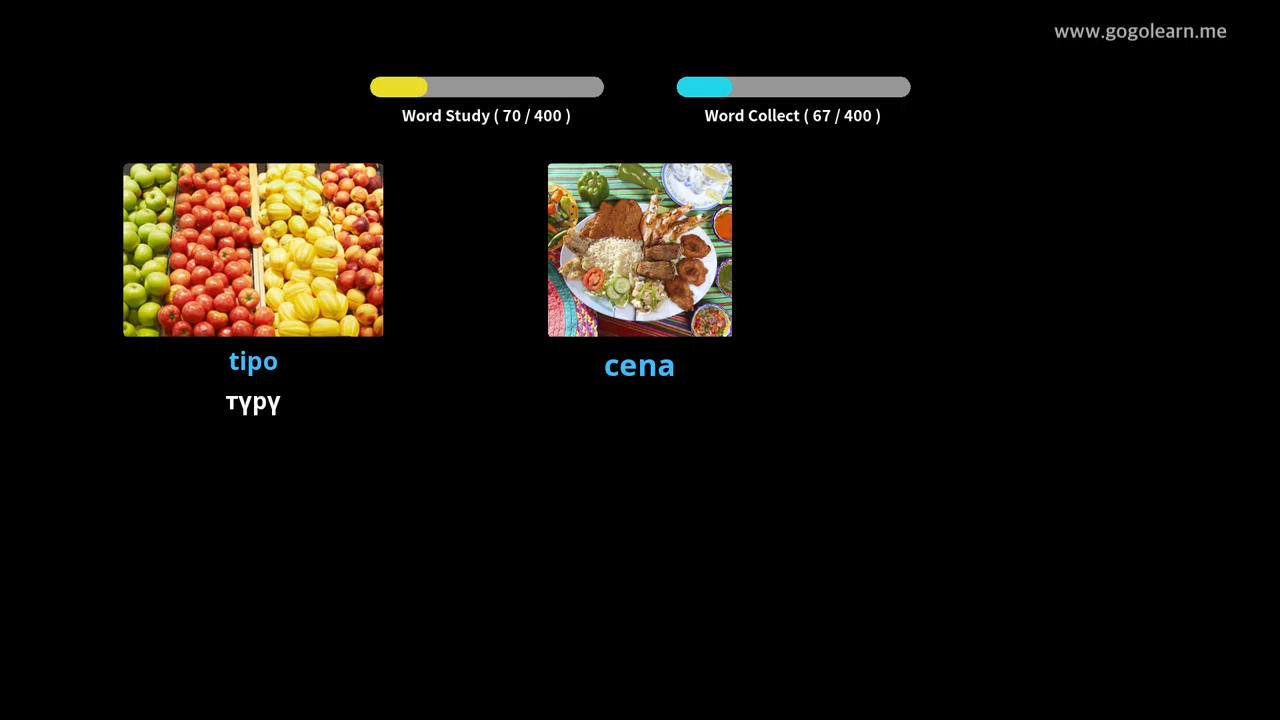 www.gogolearn.me
Word Study ( 70 / 400 )
Word Collect ( 67 / 400 )
tipo
түрү
cena